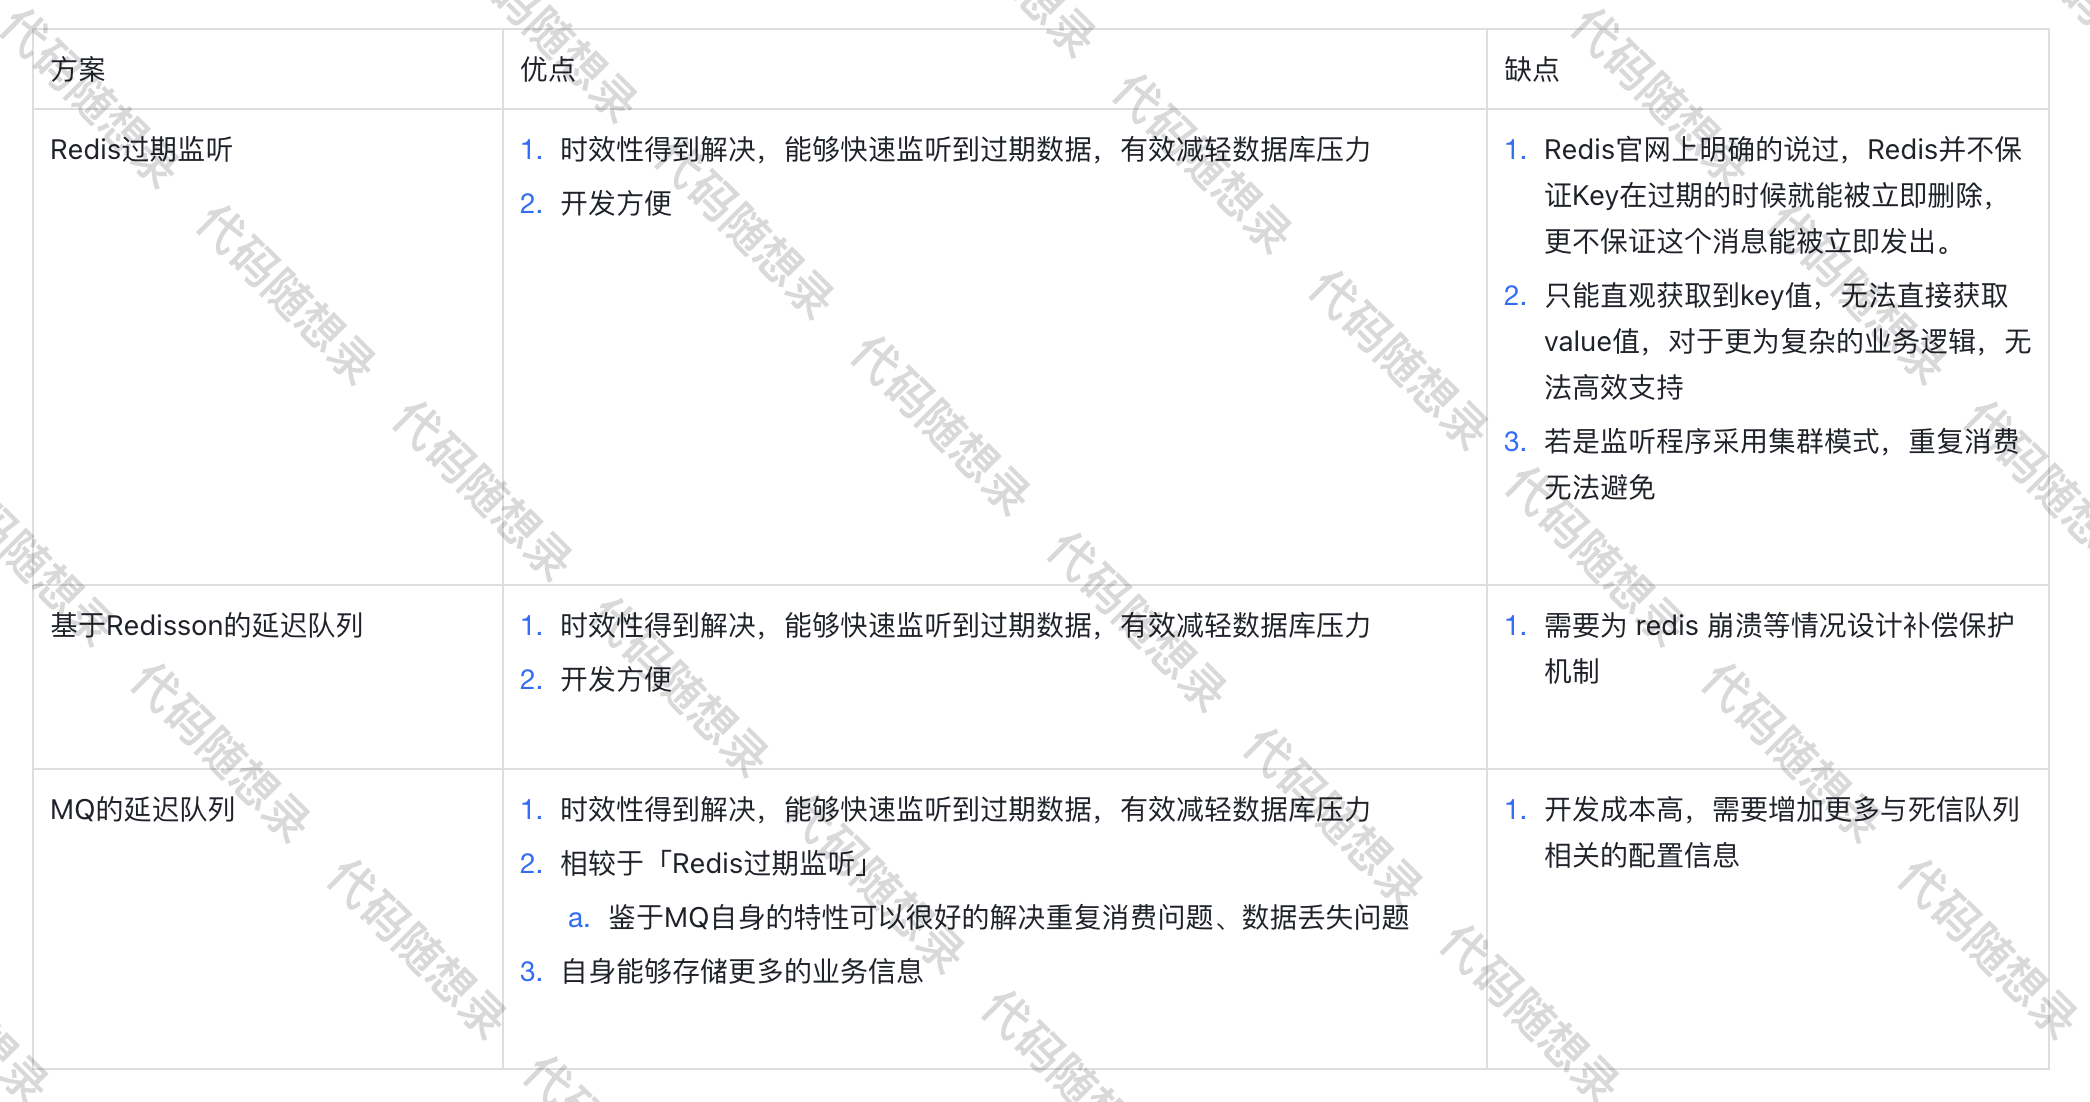 方案
优点
缺点
Redis过期监听
1. 时效性得到解决，能够快速监听到过期数据，有效减轻数据库压力
2. 开发方便
1. Redis官网上明确的说过，Redis并不保
证Key在过期的时候就能被立即删除，
更不保证这个消息能被立即发出。
2. 只能直观获取到key值，无法直接获取
value值，对于更为复杂的业务逻辑，无
法高效支持
3. 若是监听程序采用集群模式，重复消费
无法避免
基于Redisson的延迟队列
1. 时效性得到解决，能够快速监听到过期数据，有效减轻数据库压力
2. 开发方便
1. 需要为 redis 崩溃等情况设计补偿保护
机制
MQ的延迟队列
1. 时效性得到解决，能够快速监听到过期数据，有效减轻数据库压力
2. 相较于「Redis过期监听」
a. 鉴于MQ自身的特性可以很好的解决重复消费问题、数据丢失问题
3. 自身能够存储更多的业务信息
1. 开发成本高，需要增加更多与死信队列
相关的配置信息
代码随想录